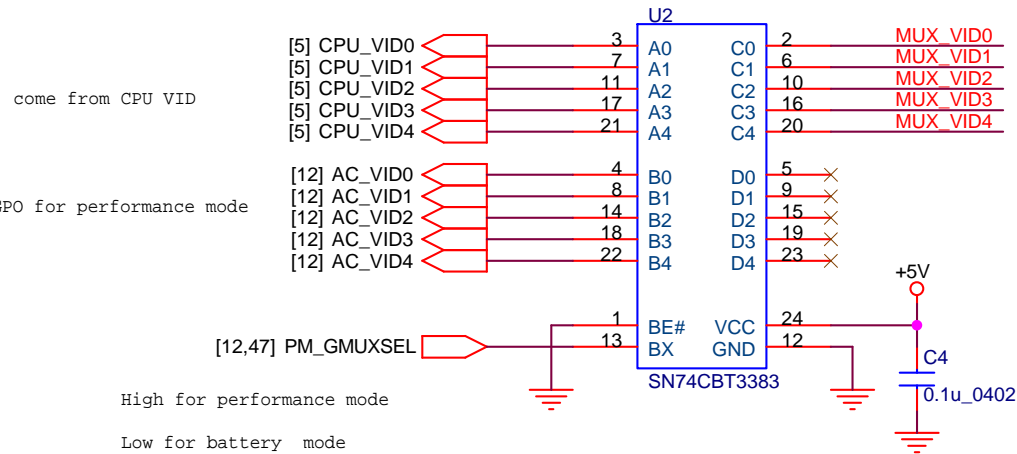 U2
[5] CPU_VID0 3 A0 C0 2 MUX_VID0
[5] CPU_VID1 7 A1 C1 6 MUX_VID1
[5] CPU_VID2 11 A2 C2 10 MUX_VID2
[5] CPU_VID3 17 A3 C3 16 MUX_VID3
[5] CPU_VID4 21 A4 C4 20 MUX_VID4
come from CPU VID
[12] AC_VID0 4 B0 D0 5
[12] AC_VID1 8 B1 D1 9
[12] AC_VID2 14 B2 D2 15
[12] AC_VID3 18 B3 D3 19
[12] AC_VID4 22 B4 D4 23
GPO for performance mode
+5V
1 BE# VCC 24
[12,47] PM_GMUXSEL 13 BX GND 12
SN74CBT3383
C4
0.1u_0402
High for performance mode
Low for battery  mode